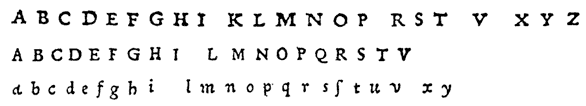 A B C D E F G H I K L M N O P R S T V X Y Z
A B C D E F G H I L M N O P Q R S T V
a b c d e f g h i l m n o p q r s ſ t u v x y